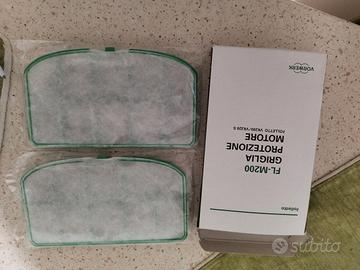 VORWERK
FL-M200
GRIGLIA
PROTEZIONE
MOTORE
FOLLETTO VK200/VK220 S
folletto
subito